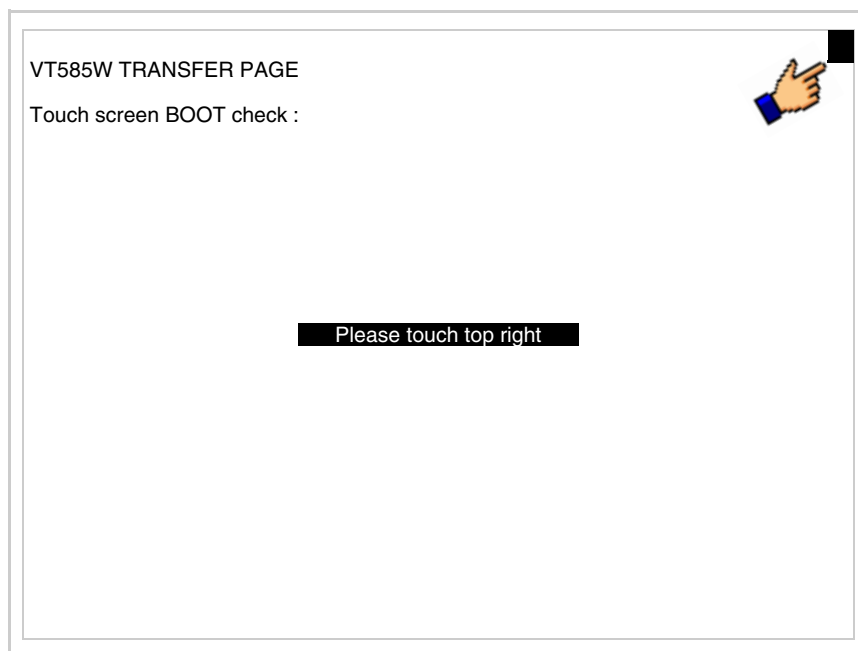 VT585W TRANSFER PAGE
Touch screen BOOT check :
Please touch top right